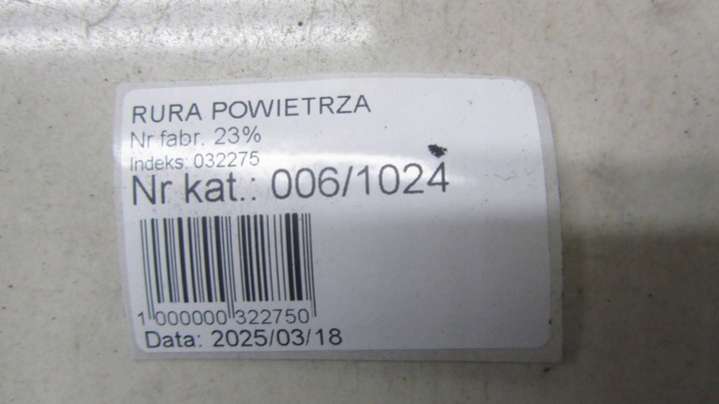 RURA POWIETRZA
Nr fabr. 23%
Indeks: 032275
Nr kat.: 006/1024
1 000000 322750
Data: 2025/03/18